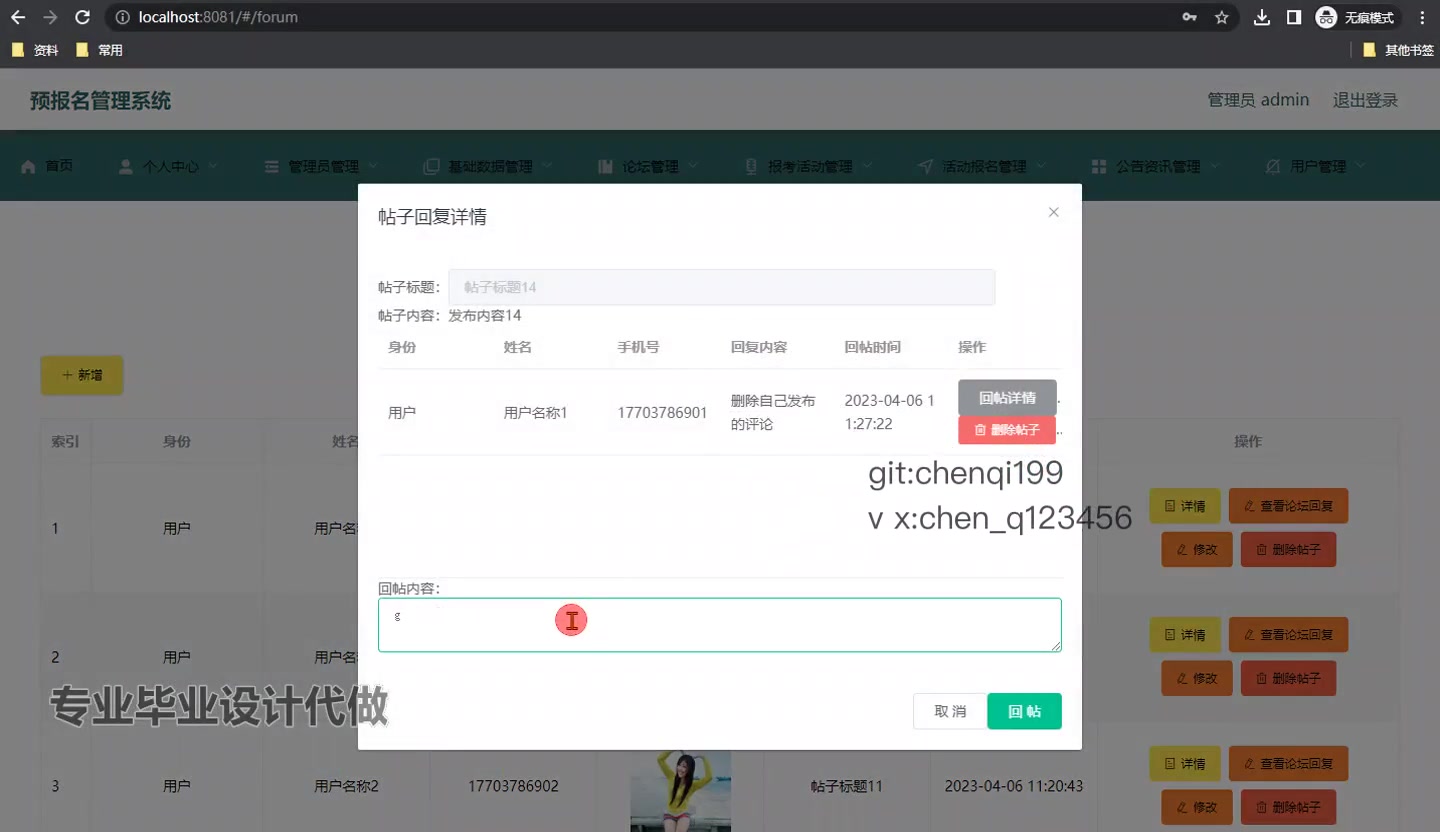 localhost:8081/#/forum
无痕模式
资料 常用 其他书签
预报名管理系统 管理员 admin 退出登录
首页 个人中心 管理员管理 基础数据管理 论坛管理 报考活动管理 活动报名管理 公告资讯管理 用户管理
帖子回复详情
帖子标题: 帖子标题14
帖子内容: 发布内容14
身份 姓名 手机号 回复内容 回帖时间 操作
用户 用户名称1 17703786901 删除自己发布的评论 2023-04-06 11:27:22 回帖详情
删除帖子
git:chenqi199
v x:chen_q123456
回帖内容:
g
取 消 回 帖
+ 新增
索引 身份 姓名 操作
1 用户 用户名 详情 查看论坛回复
修改 删除帖子
2 用户 用户名 详情 查看论坛回复
修改 删除帖子
专业毕业设计代做
3 用户 用户名称2 17703786902 帖子标题11 2023-04-06 11:20:43 详情 查看论坛回复
修改 删除帖子